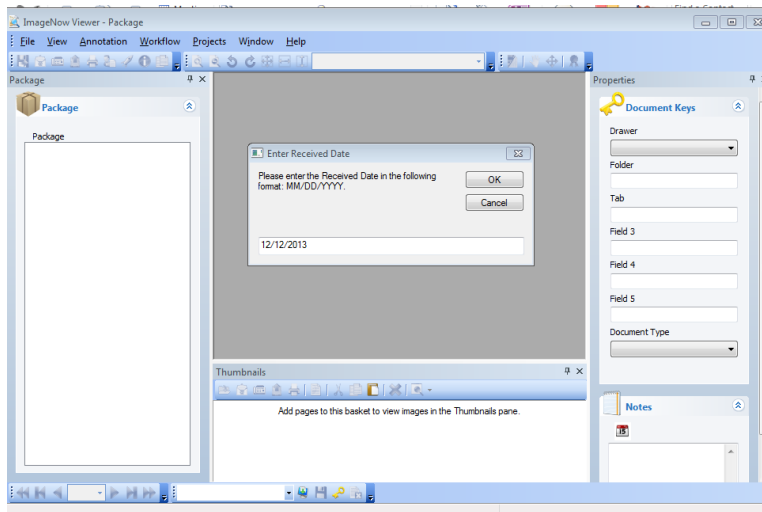 ImageNow Viewer - Package
File View Annotation Workflow Projects Window Help
Package
Package
Package
Enter Received Date
Please enter the Received Date in the following
format: MM/DD/YYYY.
OK
Cancel
12/12/2013
Thumbnails
Add pages to this basket to view images in the Thumbnails pane.
Properties
Document Keys
Drawer
Folder
Tab
Field 3
Field 4
Field 5
Document Type
Notes
15